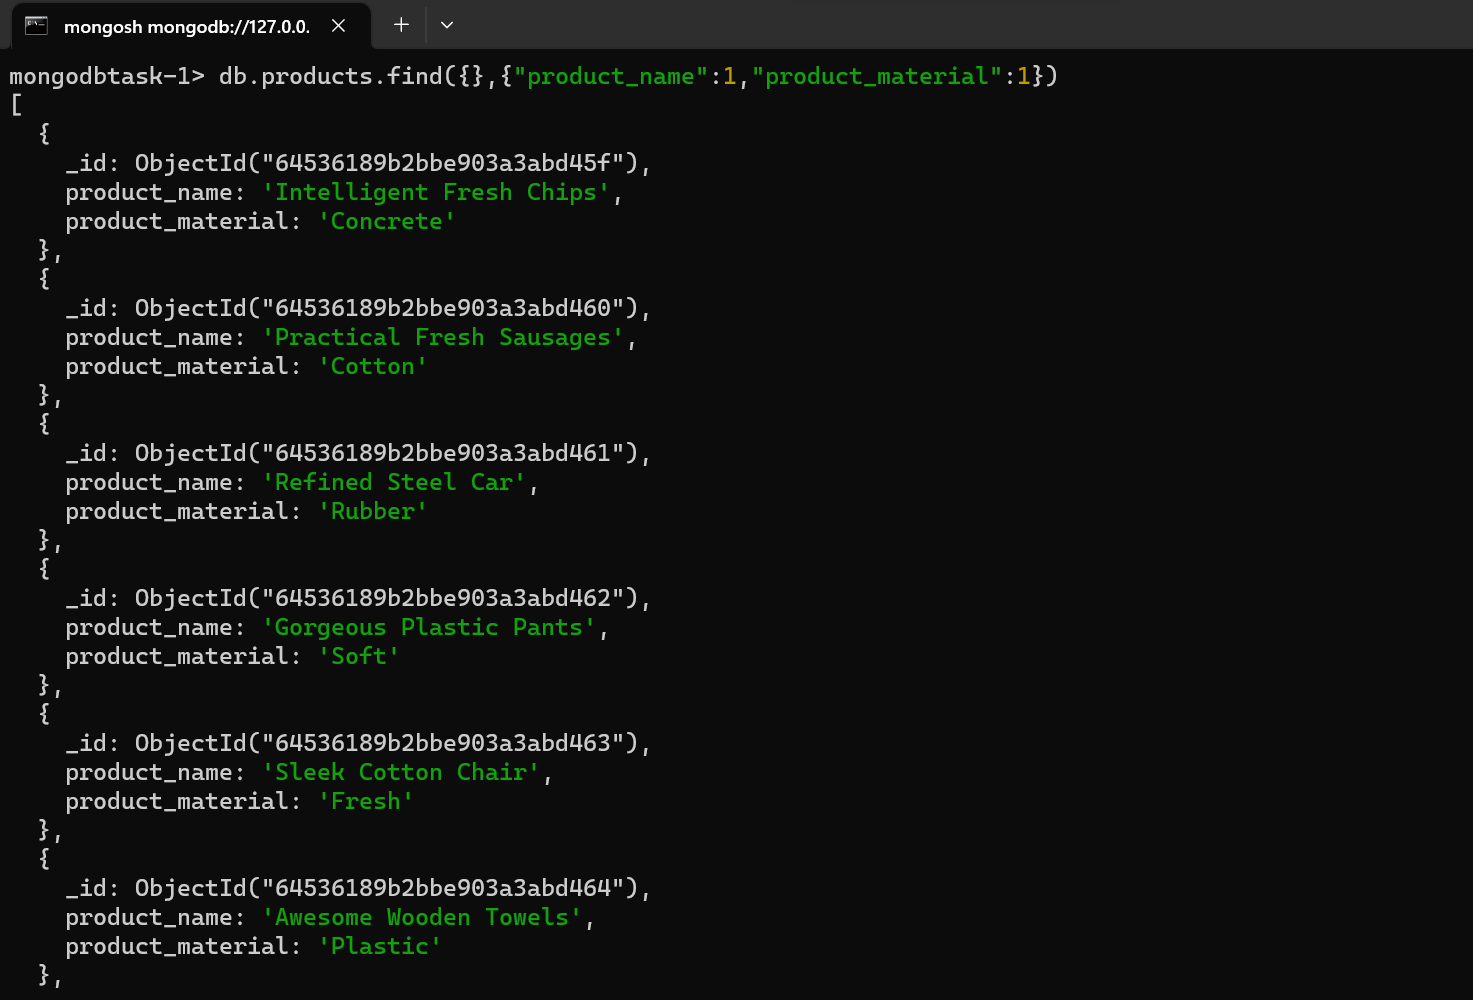 mongosh mongodb://127.0.0.
mongodbtask-1> db.products.find({},{"product_name":1,"product_material":1})
[
  {
    _id: ObjectId("64536189b2bbe903a3abd45f"),
    product_name: 'Intelligent Fresh Chips',
    product_material: 'Concrete'
  },
  {
    _id: ObjectId("64536189b2bbe903a3abd460"),
    product_name: 'Practical Fresh Sausages',
    product_material: 'Cotton'
  },
  {
    _id: ObjectId("64536189b2bbe903a3abd461"),
    product_name: 'Refined Steel Car',
    product_material: 'Rubber'
  },
  {
    _id: ObjectId("64536189b2bbe903a3abd462"),
    product_name: 'Gorgeous Plastic Pants',
    product_material: 'Soft'
  },
  {
    _id: ObjectId("64536189b2bbe903a3abd463"),
    product_name: 'Sleek Cotton Chair',
    product_material: 'Fresh'
  },
  {
    _id: ObjectId("64536189b2bbe903a3abd464"),
    product_name: 'Awesome Wooden Towels',
    product_material: 'Plastic'
  },